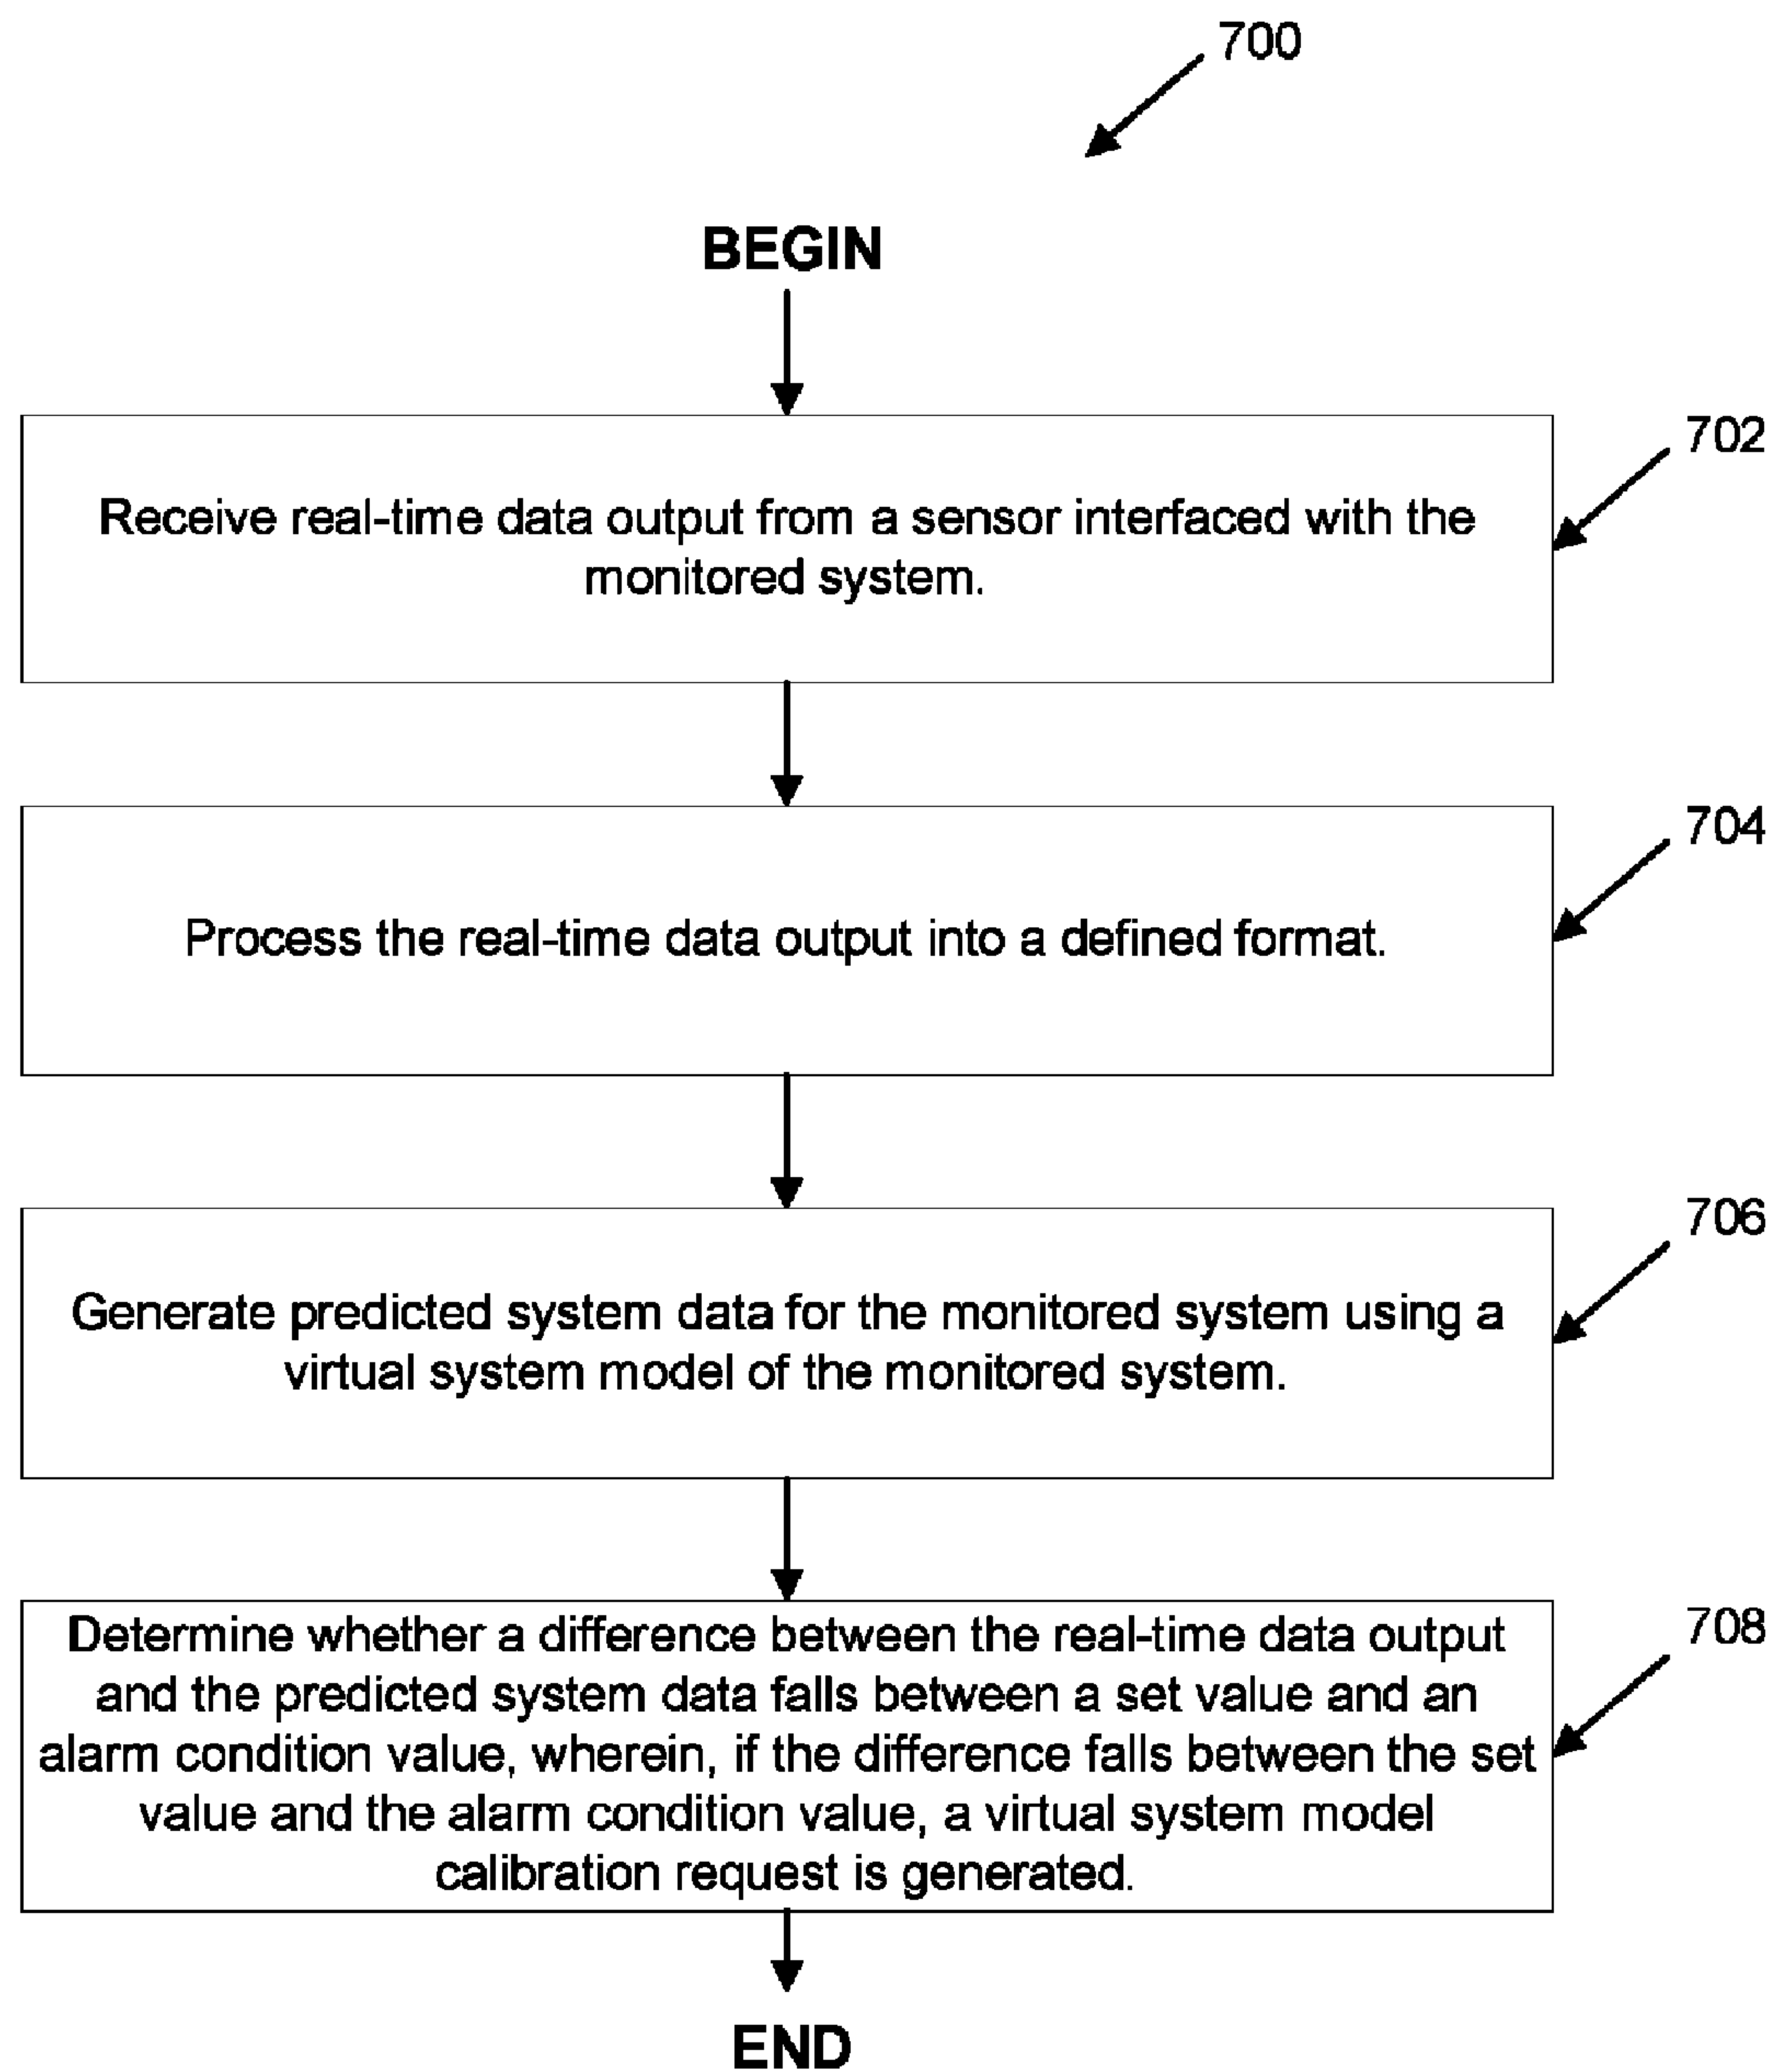 700
BEGIN
702
Receive real-time data output from a sensor interfaced with the
monitored system.
704
Process the real-time data output into a defined format.
706
Generate predicted system data for the monitored system using a
virtual system model of the monitored system.
708
Determine whether a difference between the real-time data output
and the predicted system data falls between a set value and an
alarm condition value, wherein, if the difference falls between the set
value and the alarm condition value, a virtual system model
calibration request is generated.
END